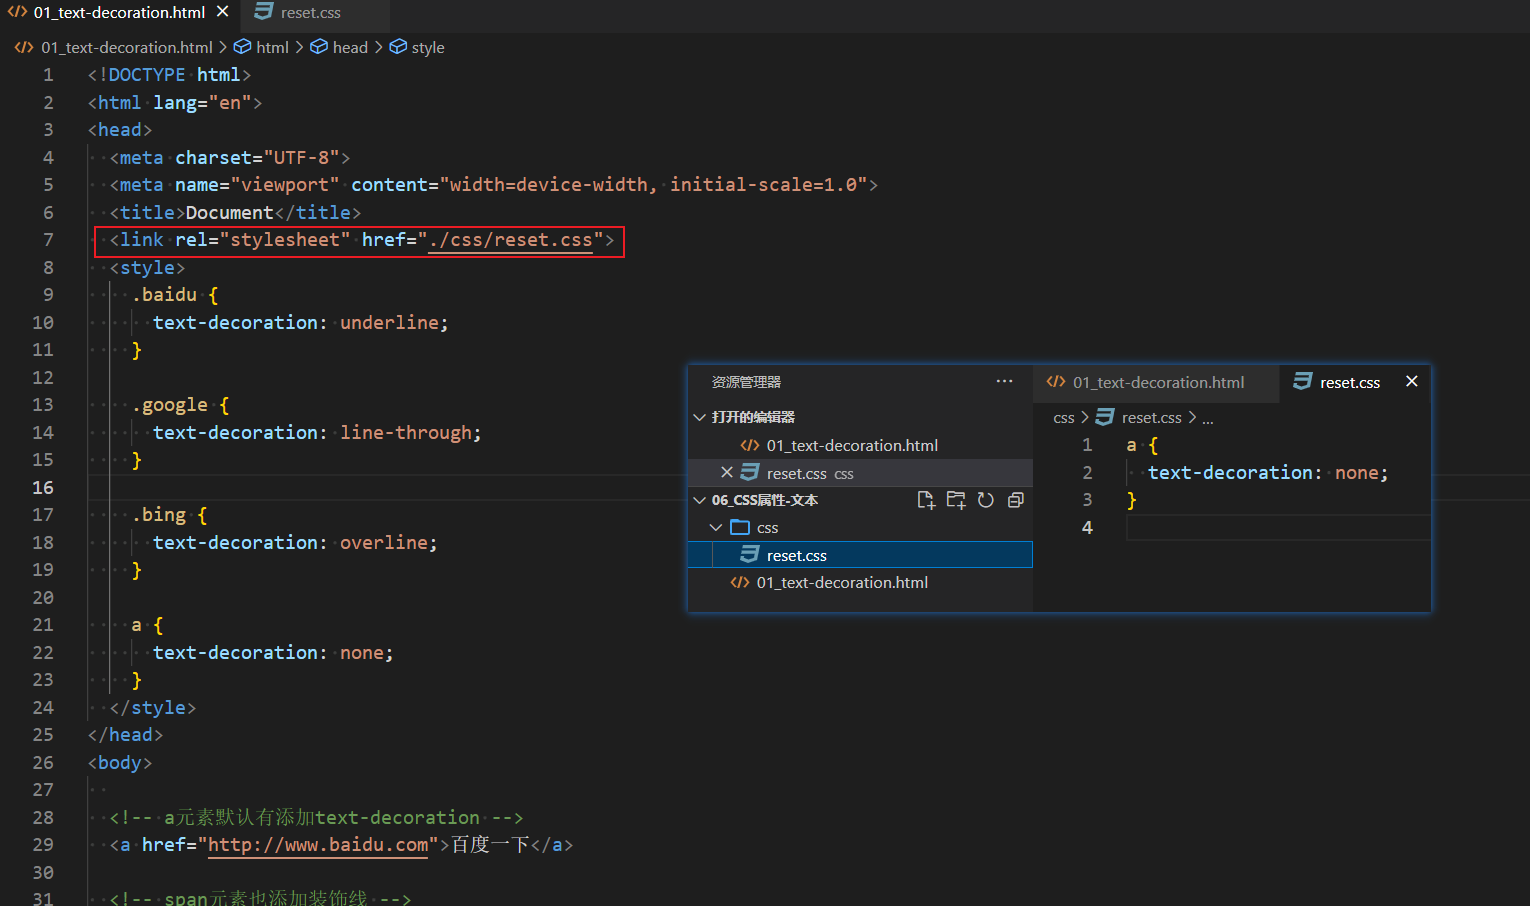 01_text-decoration.html
reset.css
01_text-decoration.html > html > head > style
1 <!DOCTYPE html>
2 <html lang="en">
3 <head>
4 <meta charset="UTF-8">
5 <meta name="viewport" content="width=device-width, initial-scale=1.0">
6 <title>Document</title>
7 <link rel="stylesheet" href="./css/reset.css">
8 <style>
9 .baidu {
10 text-decoration: underline;
11 }
12
13 .google {
14 text-decoration: line-through;
15 }
16
17 .bing {
18 text-decoration: overline;
19 }
20
21 a {
22 text-decoration: none;
23 }
24 </style>
25 </head>
26 <body>
27
28 <!-- a元素默认有添加text-decoration -->
29 <a href="http://www.baidu.com">百度一下</a>
30
31 <!-- span元素也添加装饰线 -->
资源管理器 ···
打开的编辑器
01_text-decoration.html
reset.css css
06_CSS属性-文本
css
reset.css
01_text-decoration.html
01_text-decoration.html
reset.css
css > reset.css > ...
1 a {
2 text-decoration: none;
3 }
4